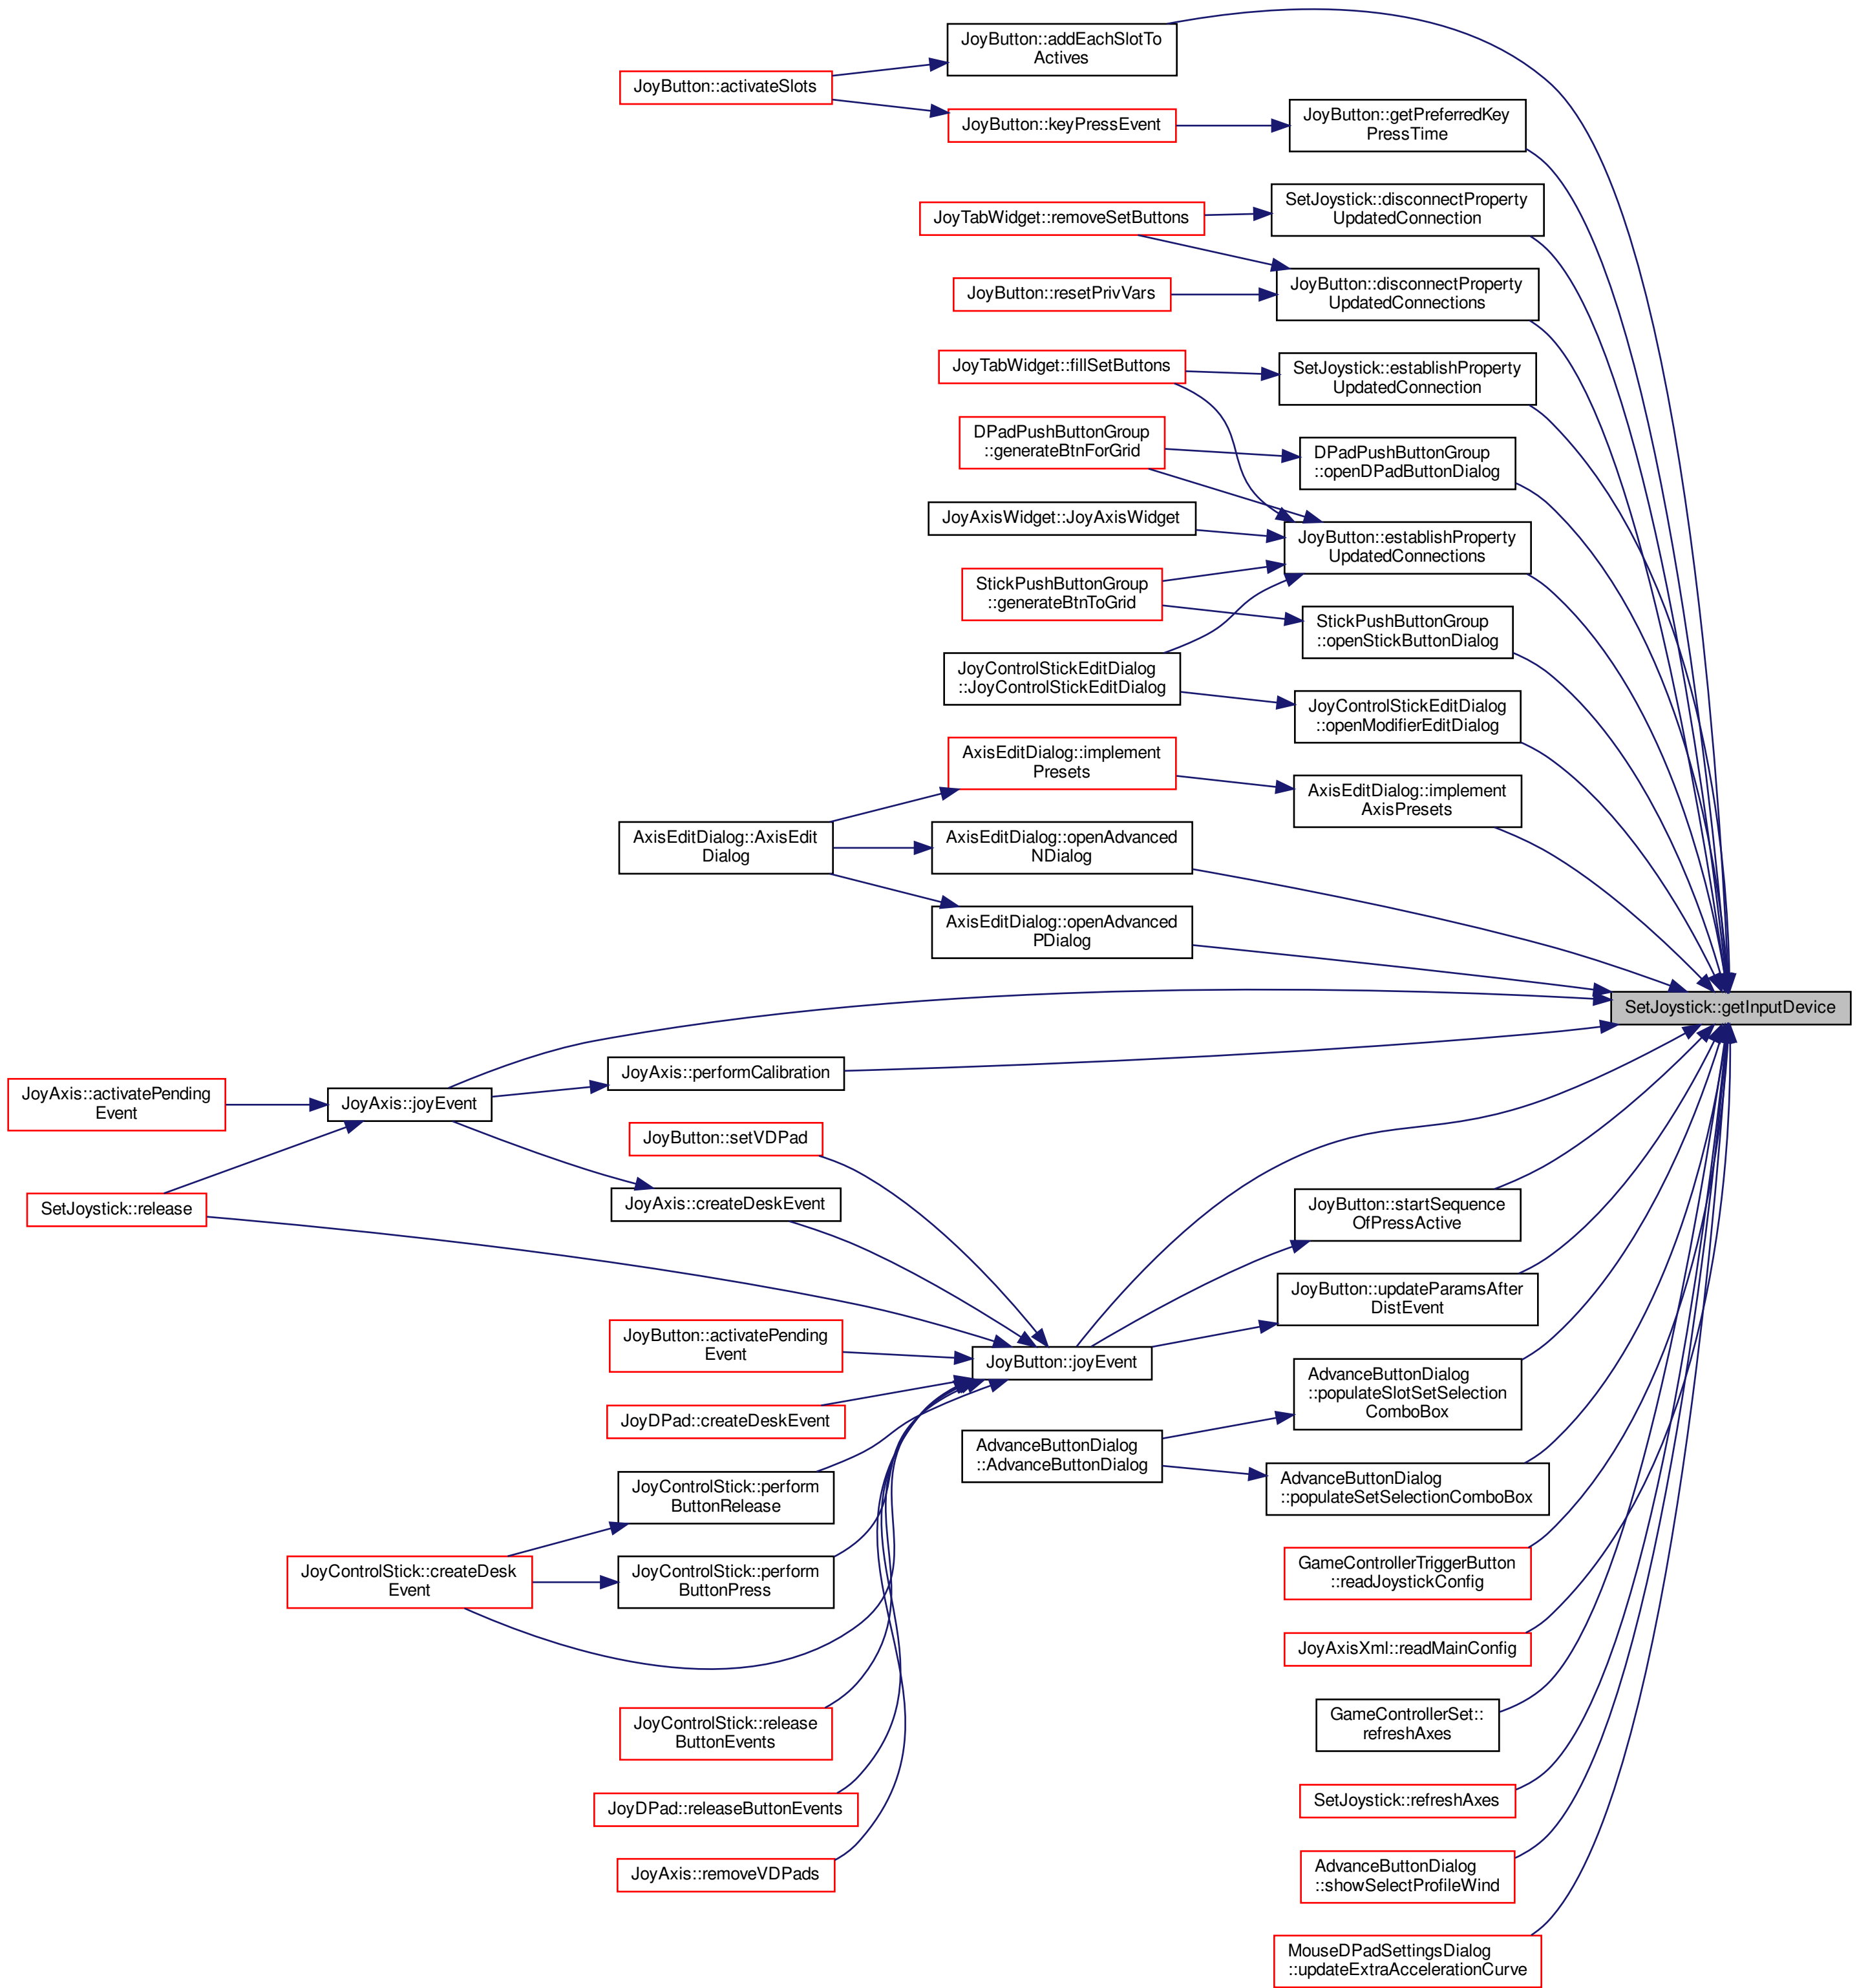 JoyButton::addEachSlotTo
Actives
JoyButton::activateSlots
JoyButton::keyPressEvent
JoyButton::getPreferredKey
PressTime
SetJoystick::disconnectProperty
UpdatedConnection
JoyTabWidget::removeSetButtons
JoyButton::disconnectProperty
UpdatedConnections
JoyButton::resetPrivVars
SetJoystick::establishProperty
UpdatedConnection
JoyTabWidget::fillSetButtons
DPadPushButtonGroup
::generateBtnForGrid
DPadPushButtonGroup
::openDPadButtonDialog
JoyAxisWidget::JoyAxisWidget
JoyButton::establishProperty
UpdatedConnections
StickPushButtonGroup
::generateBtnToGrid
StickPushButtonGroup
::openStickButtonDialog
JoyControlStickEditDialog
::JoyControlStickEditDialog
JoyControlStickEditDialog
::openModifierEditDialog
AxisEditDialog::implement
Presets
AxisEditDialog::implement
AxisPresets
AxisEditDialog::AxisEdit
Dialog
AxisEditDialog::openAdvanced
NDialog
AxisEditDialog::openAdvanced
PDialog
SetJoystick::getInputDevice
JoyAxis::performCalibration
JoyAxis::activatePending
Event
JoyAxis::joyEvent
JoyButton::setVDPad
SetJoystick::release
JoyAxis::createDeskEvent
JoyButton::startSequence
OfPressActive
JoyButton::updateParamsAfter
DistEvent
JoyButton::activatePending
Event
JoyButton::joyEvent
AdvanceButtonDialog
::populateSlotSetSelection
ComboBox
JoyDPad::createDeskEvent
AdvanceButtonDialog
::AdvanceButtonDialog
AdvanceButtonDialog
::populateSetSelectionComboBox
JoyControlStick::perform
ButtonRelease
JoyControlStick::createDesk
Event
JoyControlStick::perform
ButtonPress
GameControllerTriggerButton
::readJoystickConfig
JoyAxisXml::readMainConfig
JoyControlStick::release
ButtonEvents
GameControllerSet::
refreshAxes
JoyDPad::releaseButtonEvents
SetJoystick::refreshAxes
JoyAxis::removeVDPads
AdvanceButtonDialog
::showSelectProfileWind
MouseDPadSettingsDialog
::updateExtraAccelerationCurve